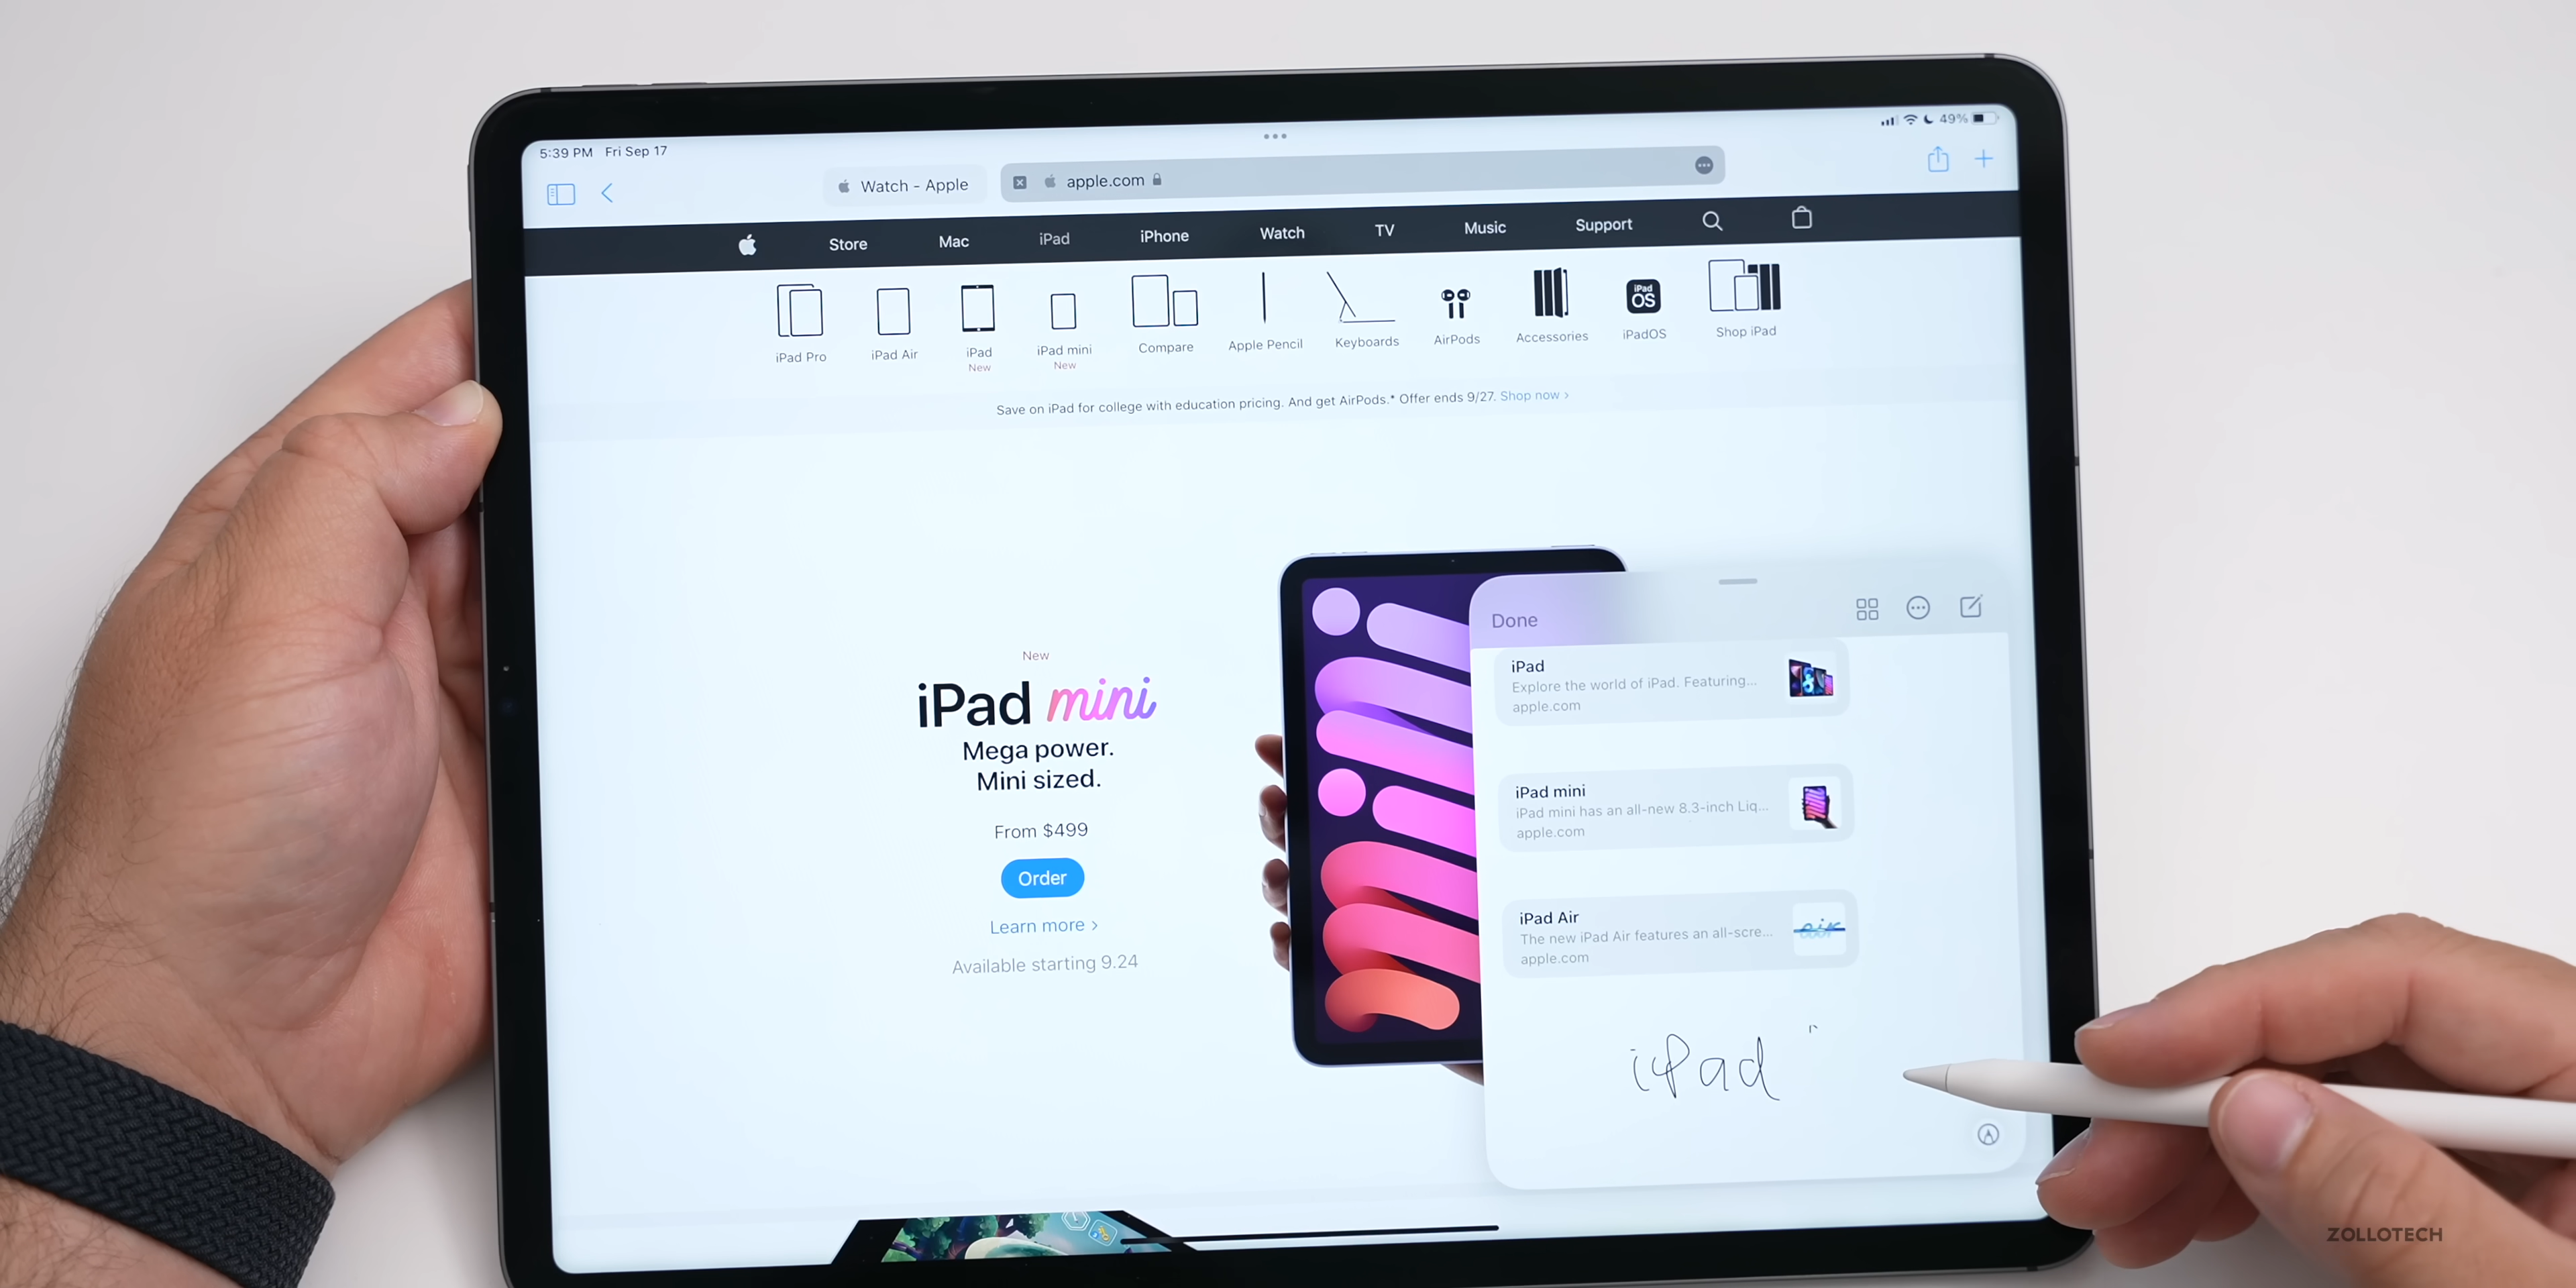 5:39 PM Fri Sep 17
49%
Watch - Apple
apple.com
Store Mac iPad iPhone Watch TV Music Support
iPad Pro
iPad Air
iPad
New
iPad mini
New
Compare
Apple Pencil
Keyboards
AirPods
Accessories
iPad
OS
iPadOS
Shop iPad
Save on iPad for college with education pricing. And get AirPods.* Offer ends 9/27. Shop now >
New
iPad mini
Mega power.
Mini sized.
From $499
Order
Learn more >
Available starting 9.24
Done
iPad
Explore the world of iPad. Featuring...
apple.com
iPad mini
iPad mini has an all-new 8.3-inch Liq...
apple.com
iPad Air
The new iPad Air features an all-scre...
apple.com
air
iPad
ZOLLOTECH